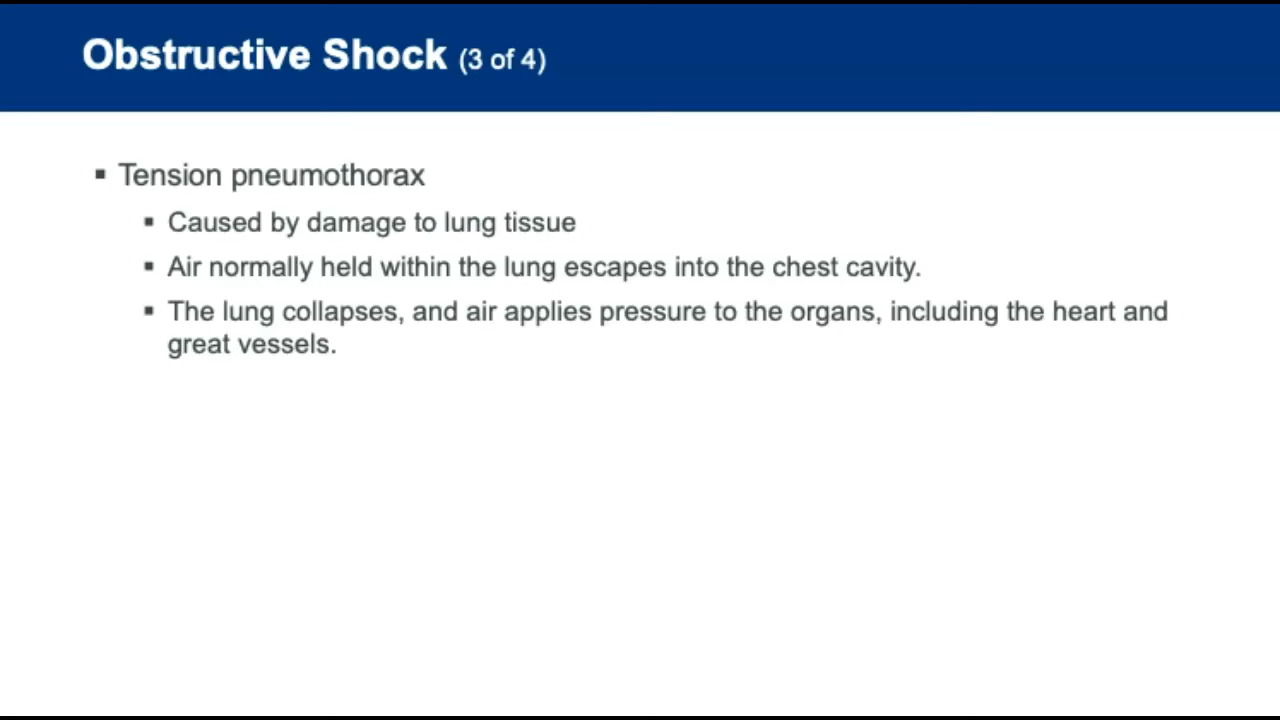 Obstructive Shock (3 of 4)
▪ Tension pneumothorax
▪ Caused by damage to lung tissue
▪ Air normally held within the lung escapes into the chest cavity.
▪ The lung collapses, and air applies pressure to the organs, including the heart and
great vessels.